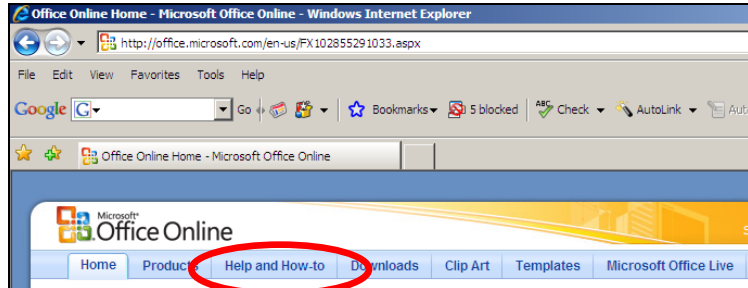 Office Online Home - Microsoft Office Online - Windows Internet Explorer
http://office.microsoft.com/en-us/FX102855291033.aspx
File Edit View Favorites Tools Help
Google G Go Bookmarks 5 blocked ABC Check AutoLink
Office Online Home - Microsoft Office Online
Microsoft
Office Online
Home Products Help and How-to Downloads Clip Art Templates Microsoft Office Live